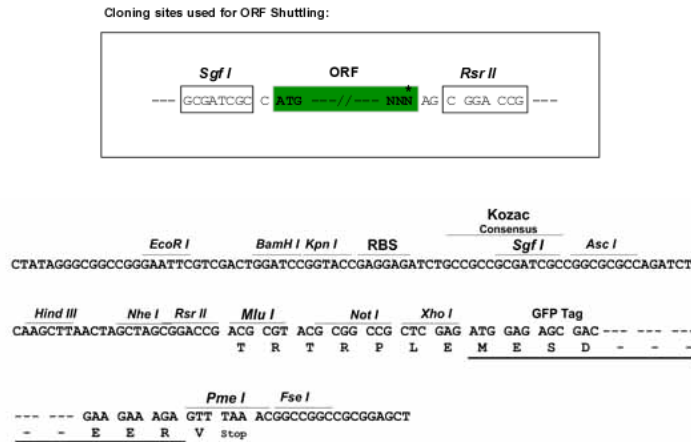 Cloning sites used for ORF Shuttling:
Sgf I ORF Rsr II
--- GCGATCGC C ATG ---//--- NNN* AG C GGA CCG ---
Kozac
Consensus
EcoR I BamH I Kpn I RBS Sgf I Asc I
CTATAGGGCGGCCGGGAATTCGTCGACTGGATCCGGTACCGAGGAGATCTGCCGCCGCGATCGCCGGCGCGCCAGATCT
Hind III Nhe I Rsr II Mlu I Not I Xho I GFP Tag
CAAGCTTAACTAGCTAGCGGACCG ACG CGT ACG CGG CCG CTC GAG ATG GAG AGC GAC--- --- ---
T R T R P L E M E S D - - -
Pme I Fse I
--- --- GAA GAA AGA GTT TAA ACGGCCGGCCGCGGAGCT
- - E E R V Stop